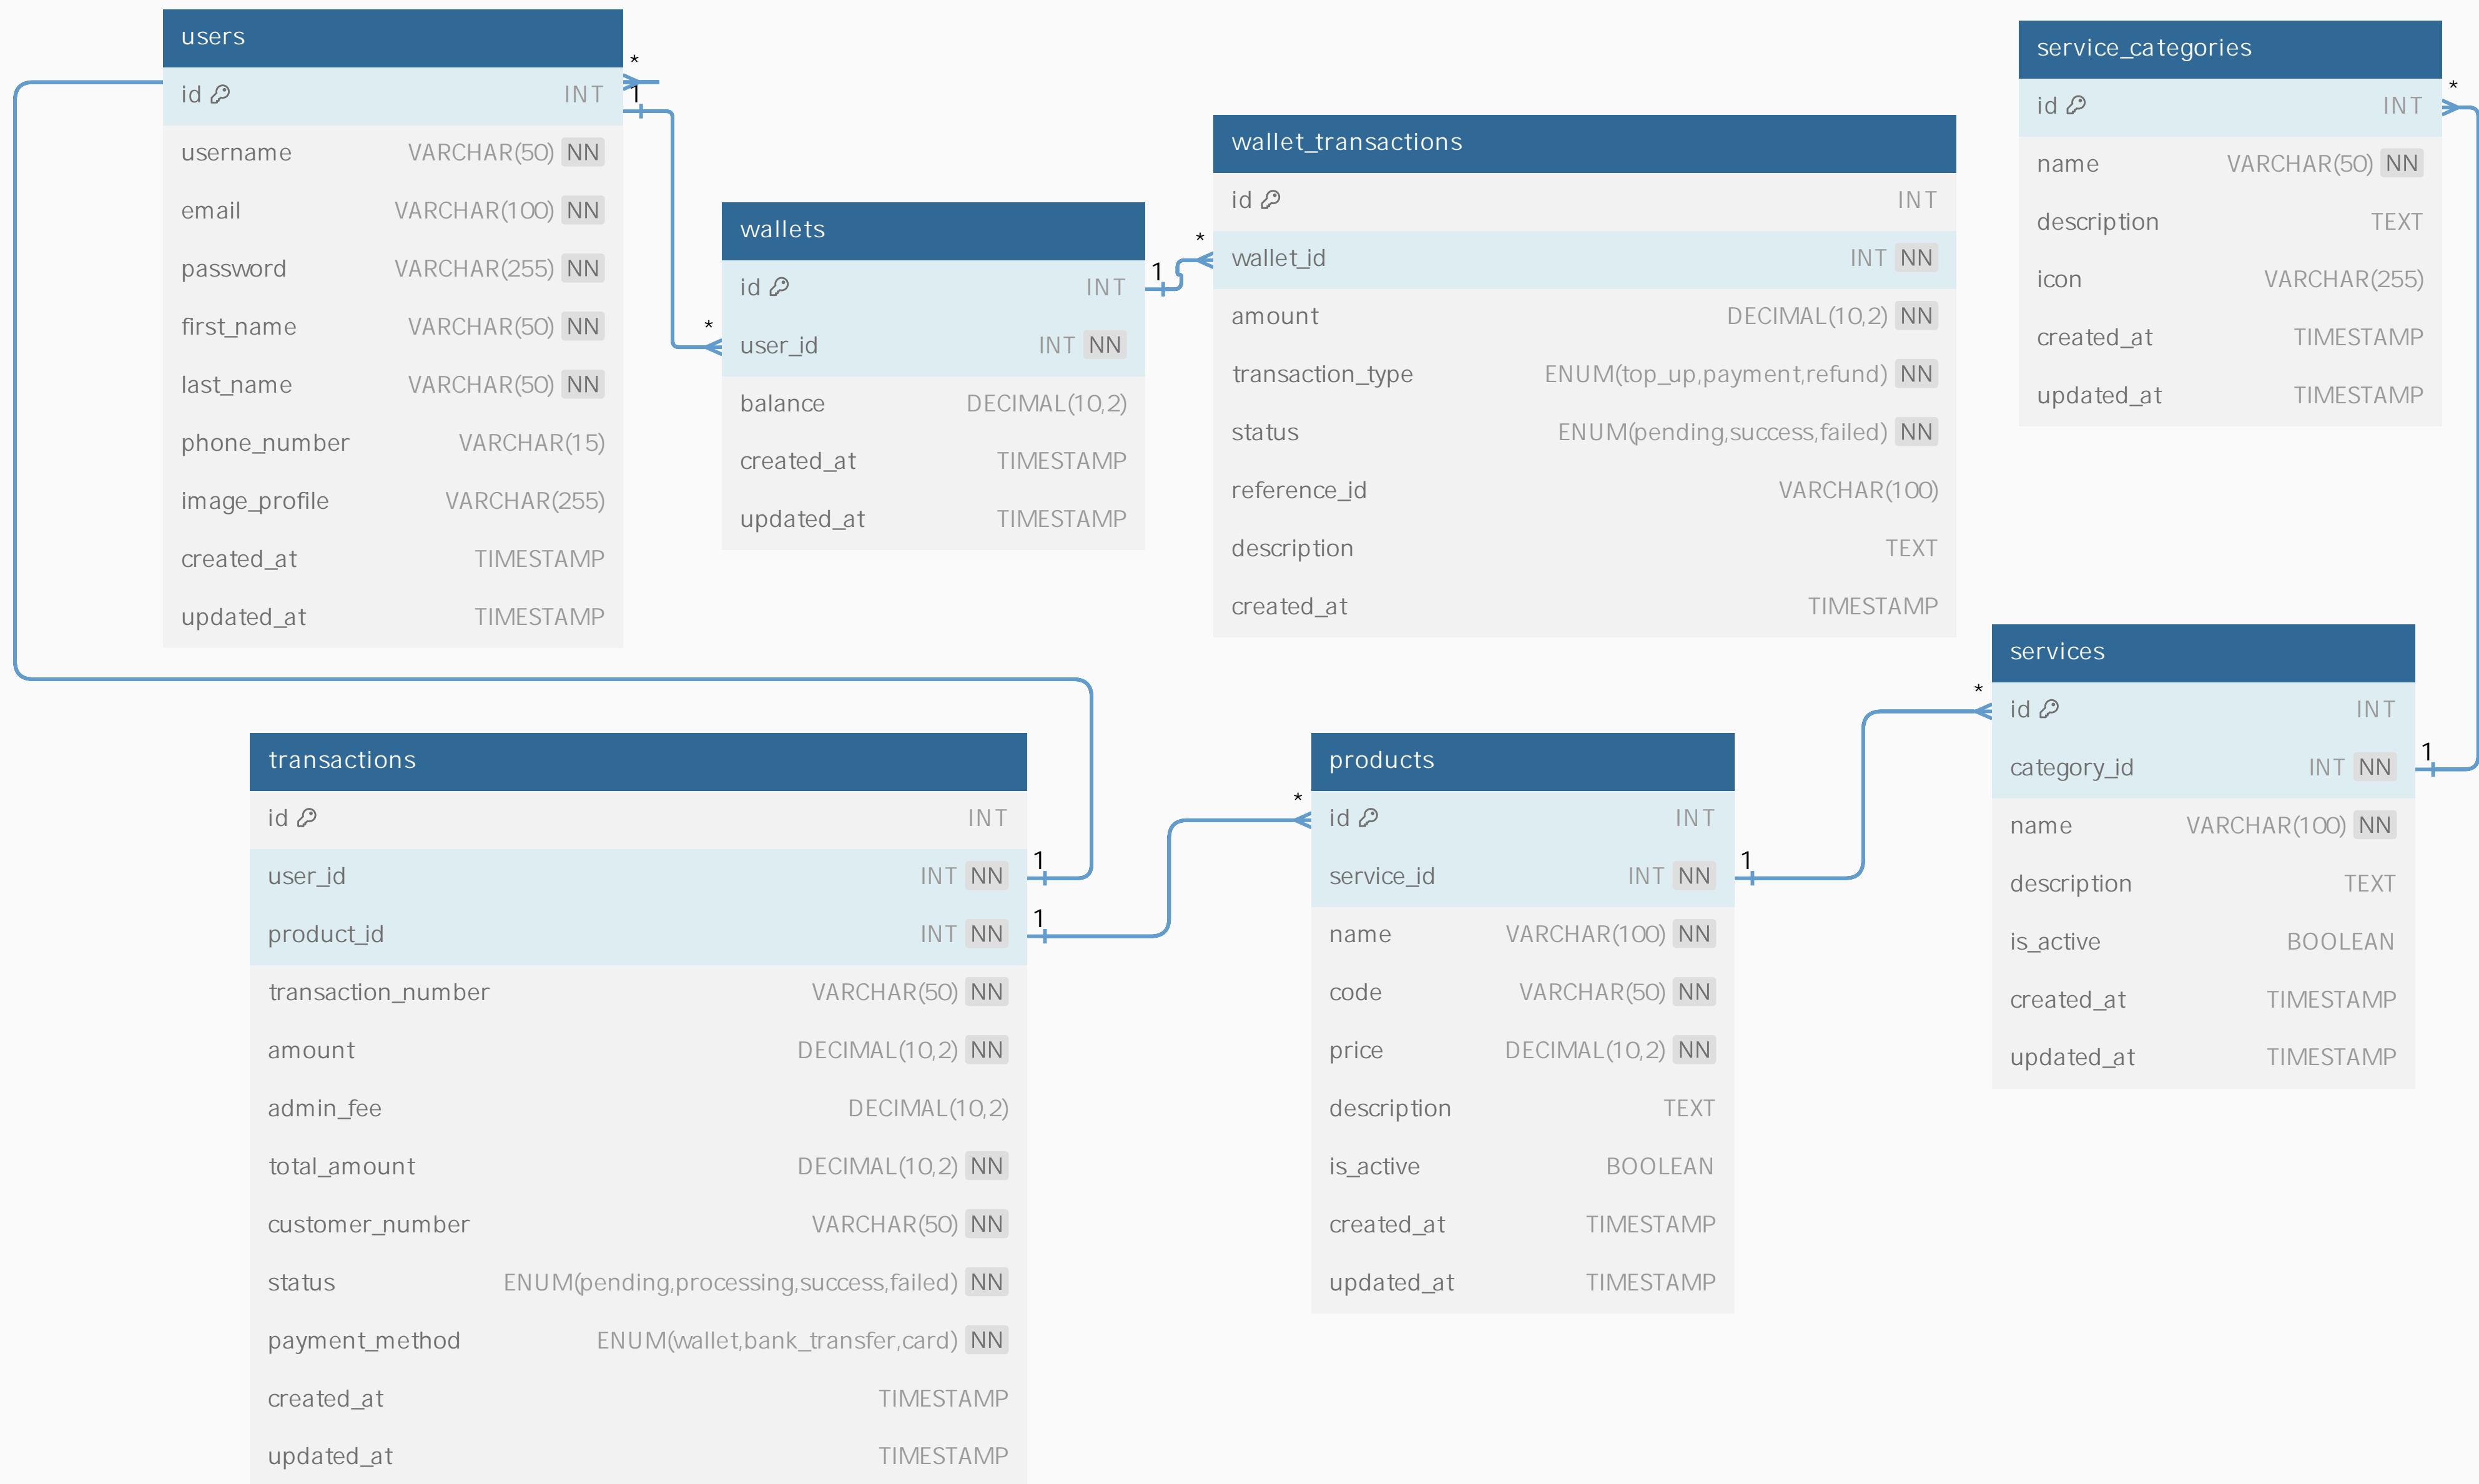 users
id INT
username VARCHAR(50) NN
email VARCHAR(100) NN
password VARCHAR(255) NN
first_name VARCHAR(50) NN
last_name VARCHAR(50) NN
phone_number VARCHAR(15)
image_profile VARCHAR(255)
created_at TIMESTAMP
updated_at TIMESTAMP
*
1
wallets
id INT
user_id INT NN
balance DECIMAL(10,2)
created_at TIMESTAMP
updated_at TIMESTAMP
*
1
wallet_transactions
id INT
wallet_id INT NN
amount DECIMAL(10,2) NN
transaction_type ENUM(top_up,payment,refund) NN
status ENUM(pending,success,failed) NN
reference_id VARCHAR(100)
description TEXT
created_at TIMESTAMP
*
service_categories
id INT
name VARCHAR(50) NN
description TEXT
icon VARCHAR(255)
created_at TIMESTAMP
updated_at TIMESTAMP
*
transactions
id INT
user_id INT NN
product_id INT NN
transaction_number VARCHAR(50) NN
amount DECIMAL(10,2) NN
admin_fee DECIMAL(10,2)
total_amount DECIMAL(10,2) NN
customer_number VARCHAR(50) NN
status ENUM(pending,processing,success,failed) NN
payment_method ENUM(wallet,bank_transfer,card) NN
created_at TIMESTAMP
updated_at TIMESTAMP
1
1
products
id INT
service_id INT NN
name VARCHAR(100) NN
code VARCHAR(50) NN
price DECIMAL(10,2) NN
description TEXT
is_active BOOLEAN
created_at TIMESTAMP
updated_at TIMESTAMP
*
1
services
id INT
category_id INT NN
name VARCHAR(100) NN
description TEXT
is_active BOOLEAN
created_at TIMESTAMP
updated_at TIMESTAMP
*
1